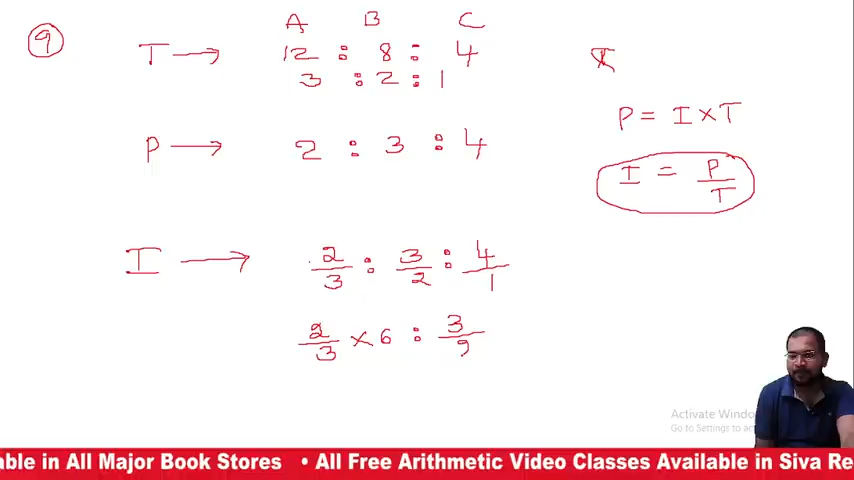 9
A B C
T → 12 : 8 : 4
3 : 2 : 1
P = I × T
P → 2 : 3 : 4
I = P/T
I → 2/3 : 3/2 : 4/1
2/3 × 6 : 3/2
Activate Windo
Go to Settings to ac
able in All Major Book Stores • All Free Arithmetic Video Classes Available in Siva Re